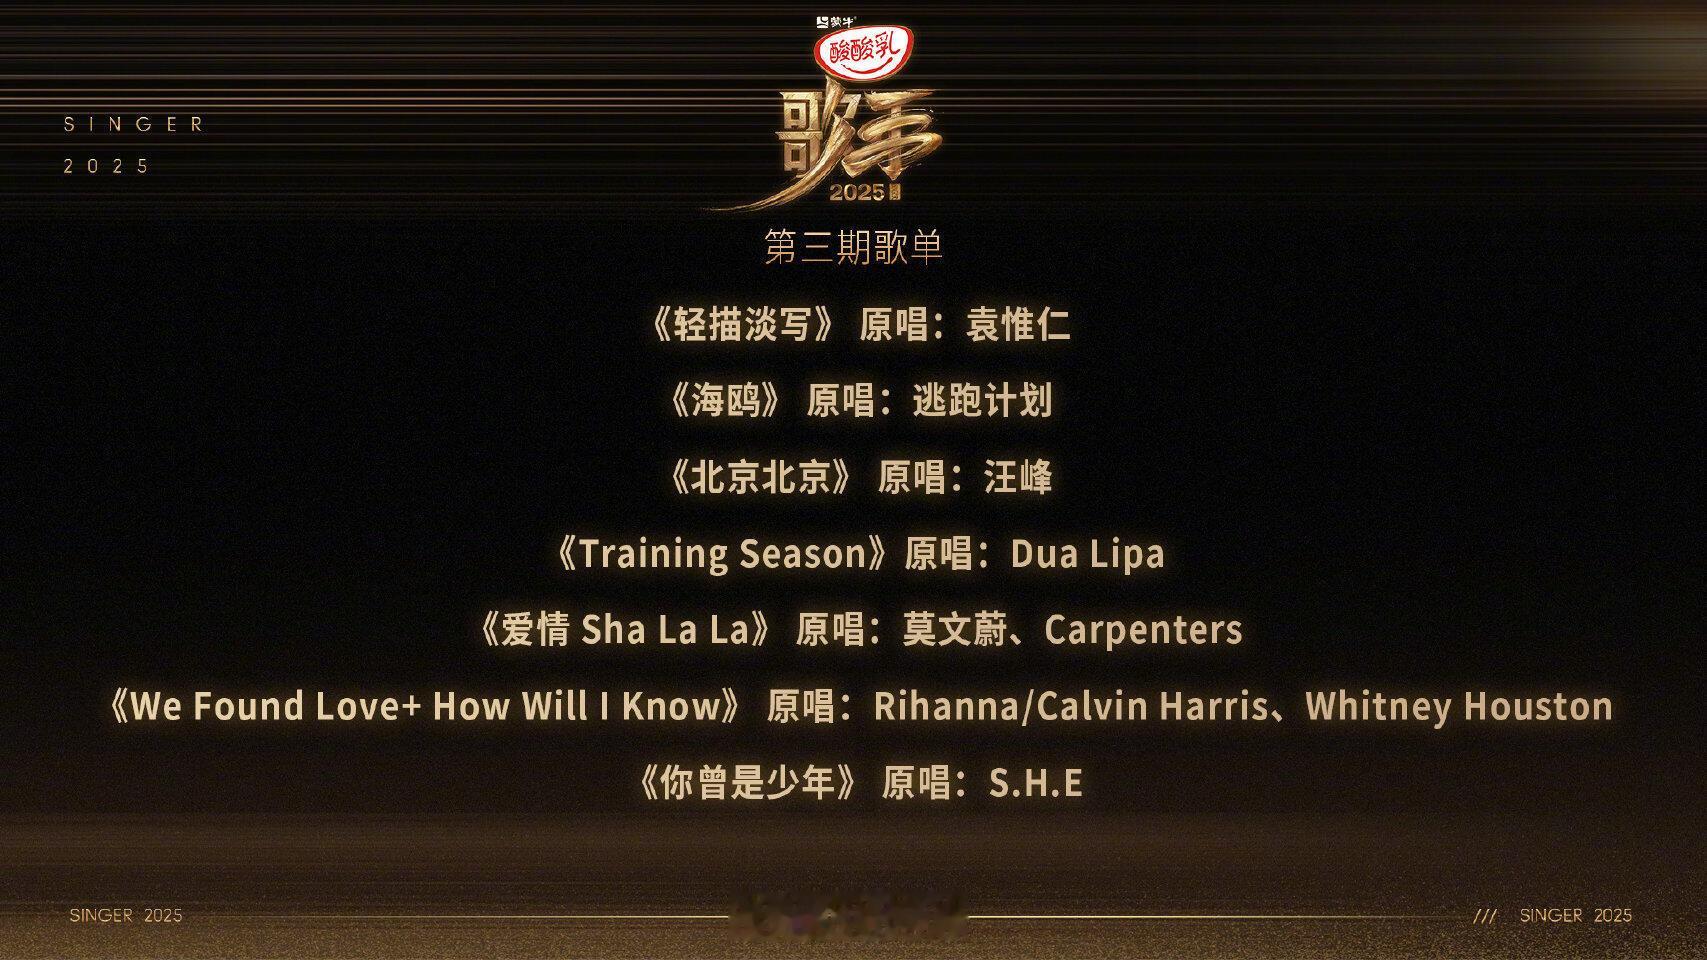 蒙牛
酸酸乳
歌手
2025
SINGER
2025
第三期歌单
《轻描淡写》 原唱：袁惟仁
《海鸥》 原唱：逃跑计划
《北京北京》 原唱：汪峰
《Training Season》原唱：Dua Lipa
《爱情 Sha La La》 原唱：莫文蔚、Carpenters
《We Found Love+ How Will I Know》 原唱：Rihanna/Calvin Harris、Whitney Houston
《你曾是少年》 原唱：S.H.E
SINGER 2025
/// SINGER 2025